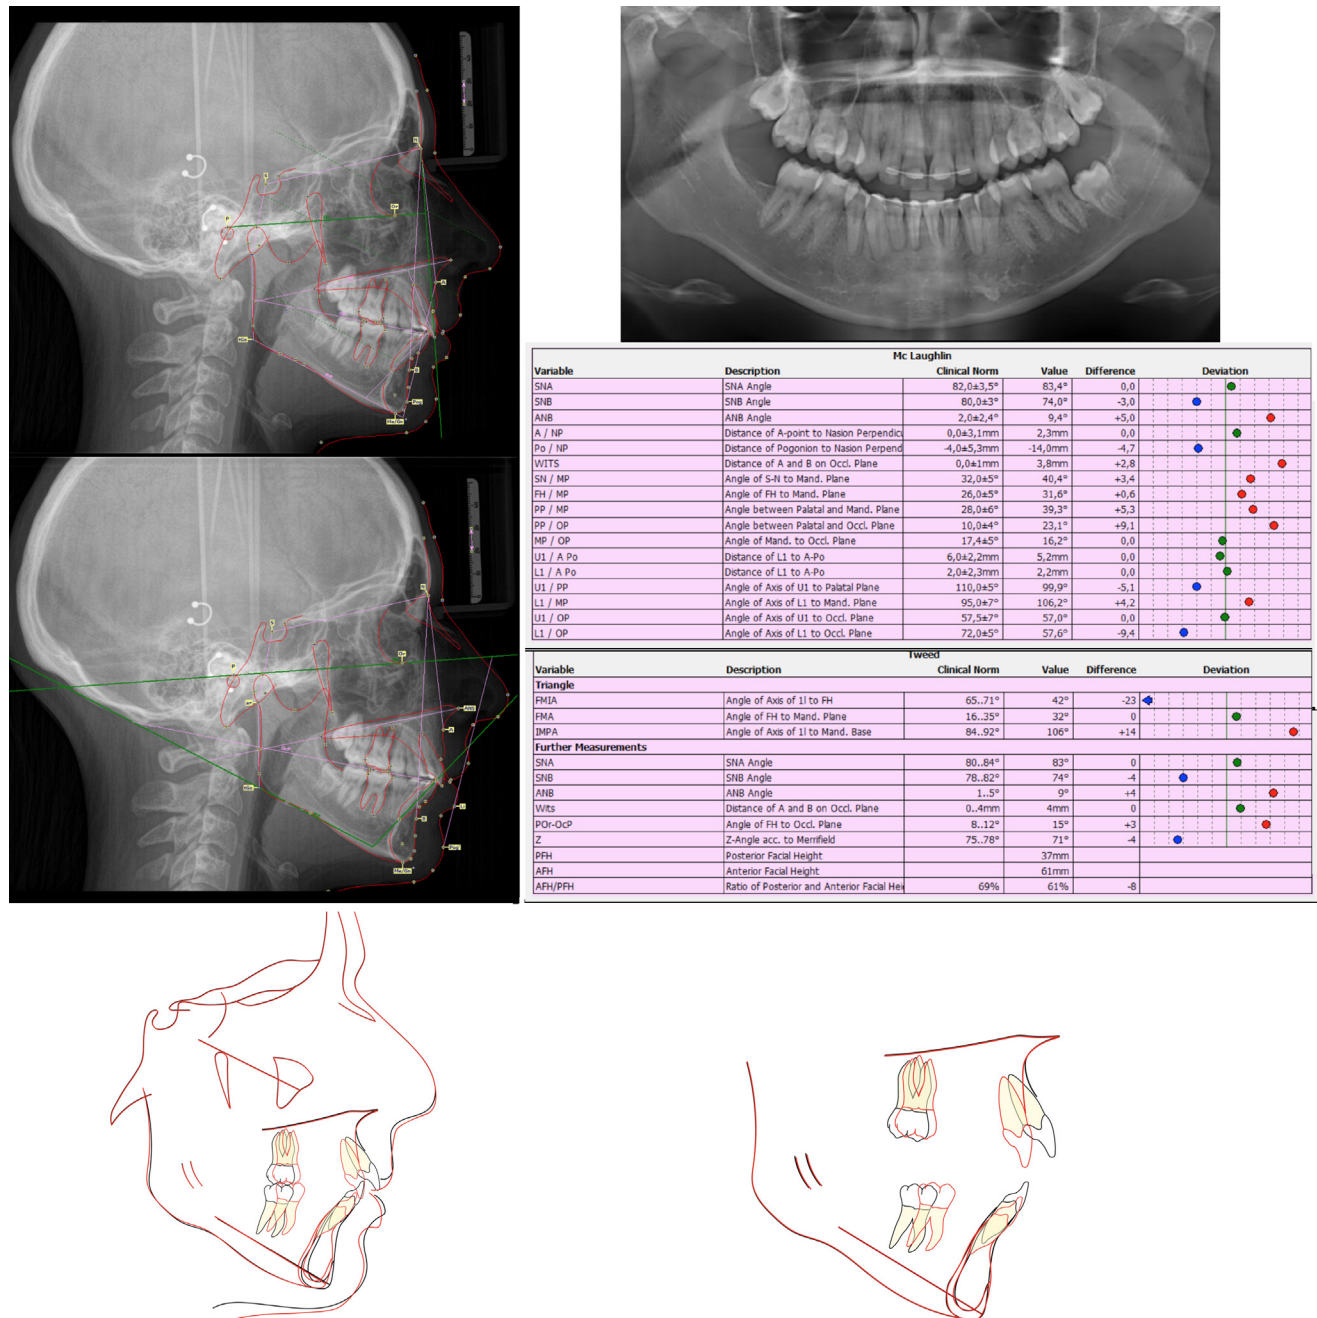 N
S
Or
P
A
tGo
B
Pog
Me/Gn
Mc Laughlin
Variable Description Clinical Norm Value Difference Deviation
SNA SNA Angle 82,0±3,5° 83,4° 0,0
SNB SNB Angle 80,0±3° 74,0° -3,0
ANB ANB Angle 2,0±2,4° 9,4° +5,0
A / NP Distance of A-point to Nasion Perpendicu 0,0±3,1mm 2,3mm 0,0
Po / NP Distance of Pogonion to Nasion Perpend -4,0±5,3mm -14,0mm -4,7
WITS Distance of A and B on Occl. Plane 0,0±1mm 3,8mm +2,8
SN / MP Angle of S-N to Mand. Plane 32,0±5° 40,4° +3,4
FH / MP Angle of FH to Mand. Plane 26,0±5° 31,6° +0,6
PP / MP Angle between Palatal and Mand. Plane 28,0±6° 39,3° +5,3
PP / OP Angle between Palatal and Occl. Plane 10,0±4° 23,1° +9,1
MP / OP Angle of Mand. to Occl. Plane 17,4±5° 16,2° 0,0
U1 / A Po Distance of L1 to A-Po 6,0±2,2mm 5,2mm 0,0
L1 / A Po Distance of L1 to A-Po 2,0±2,3mm 2,2mm 0,0
U1 / PP Angle of Axis of U1 to Palatal Plane 110,0±5° 99,9° -5,1
L1 / MP Angle of Axis of L1 to Mand. Plane 95,0±7° 106,2° +4,2
U1 / OP Angle of Axis of U1 to Occl. Plane 57,5±7° 57,0° 0,0
L1 / OP Angle of Axis of L1 to Occl. Plane 72,0±5° 57,6° -9,4
Tweed
Variable Description Clinical Norm Value Difference Deviation
Triangle
FMIA Angle of Axis of 1l to FH 65..71° 42° -23
FMA Angle of FH to Mand. Plane 16..35° 32° 0
IMPA Angle of Axis of 1l to Mand. Base 84..92° 106° +14
Further Measurements
SNA SNA Angle 80..84° 83° 0
SNB SNB Angle 78..82° 74° -4
ANB ANB Angle 1..5° 9° +4
Wits Distance of A and B on Occl. Plane 0..4mm 4mm 0
POr-OcP Angle of FH to Occl. Plane 8..12° 15° +3
Z Z-Angle acc. to Merrifield 75..78° 71° -4
PFH Posterior Facial Height 37mm
AFH Anterior Facial Height 61mm
AFH/PFH Ratio of Posterior and Anterior Facial Hei 69% 61% -8
N
S
Or
P
Ar
ANS
A
tGo
Li
B
Pog
Me/Gn